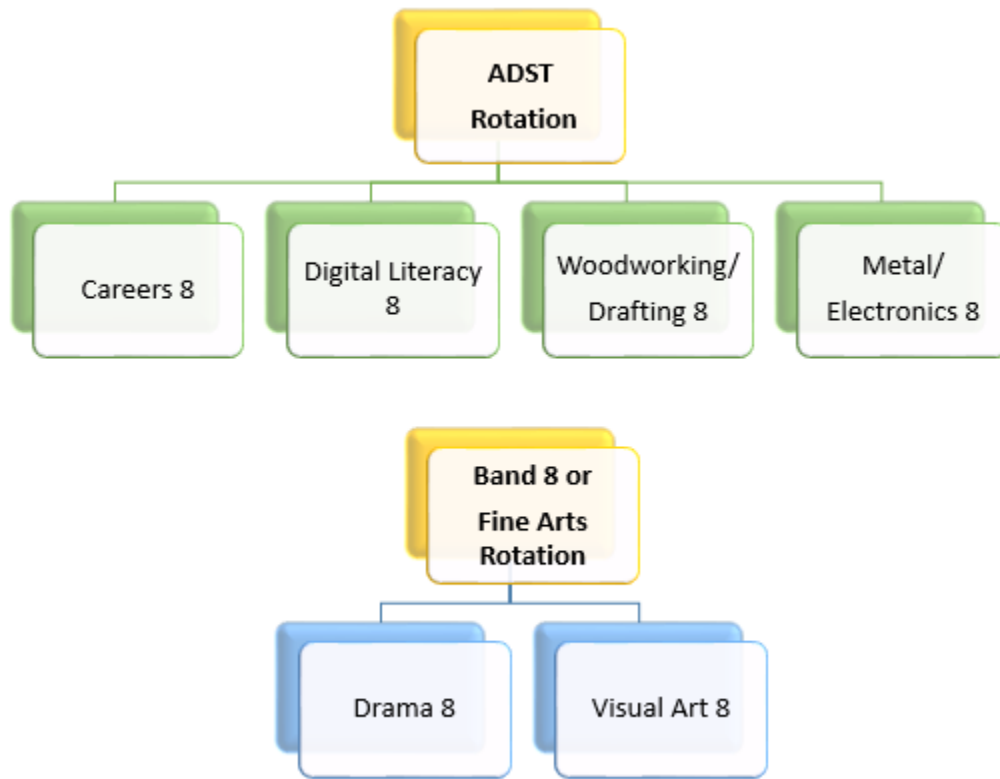 ADST
Rotation
Careers 8
Digital Literacy
8
Woodworking/
Drafting 8
Metal/
Electronics 8
Band 8 or
Fine Arts
Rotation
Drama 8
Visual Art 8